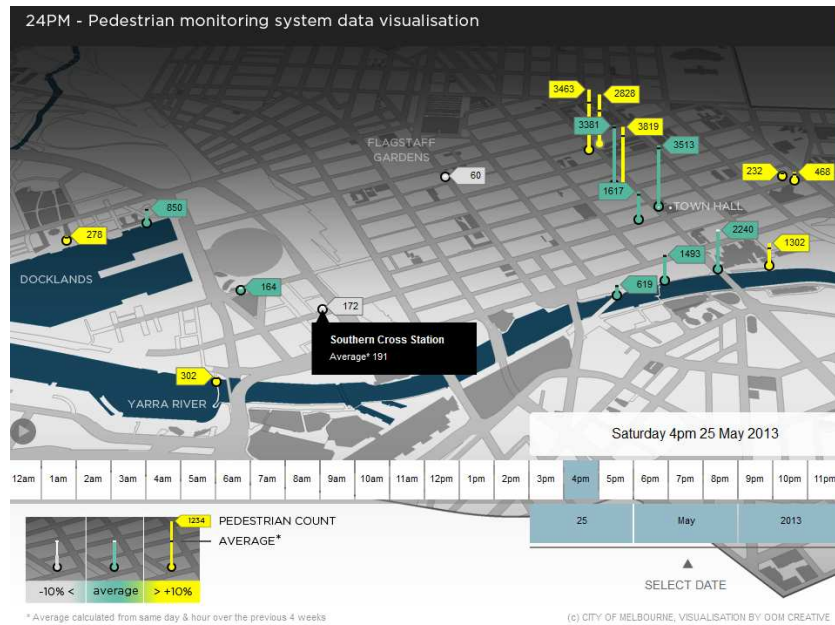 24PM - Pedestrian monitoring system data visualisation
3463
2828
3381
3819
FLAGSTAFF
GARDENS
3513
60
232
468
1617
TOWN HALL
850
278
2240
1302
DOCKLANDS
1493
164
619
172
Southern Cross Station
Average* 191
302
YARRA RIVER
Saturday 4pm 25 May 2013
12am 1am 2am 3am 4am 5am 6am 7am 8am 9am 10am 11am 12pm 1pm 2pm 3pm 4pm 5pm 6pm 7pm 8pm 9pm 10pm 11pm
25 May 2013
1234 PEDESTRIAN COUNT
AVERAGE*
SELECT DATE
-10% < average > +10%
* Average calculated from same day & hour over the previous 4 weeks
(c) CITY OF MELBOURNE, VISUALISATION BY OOM CREATIVE